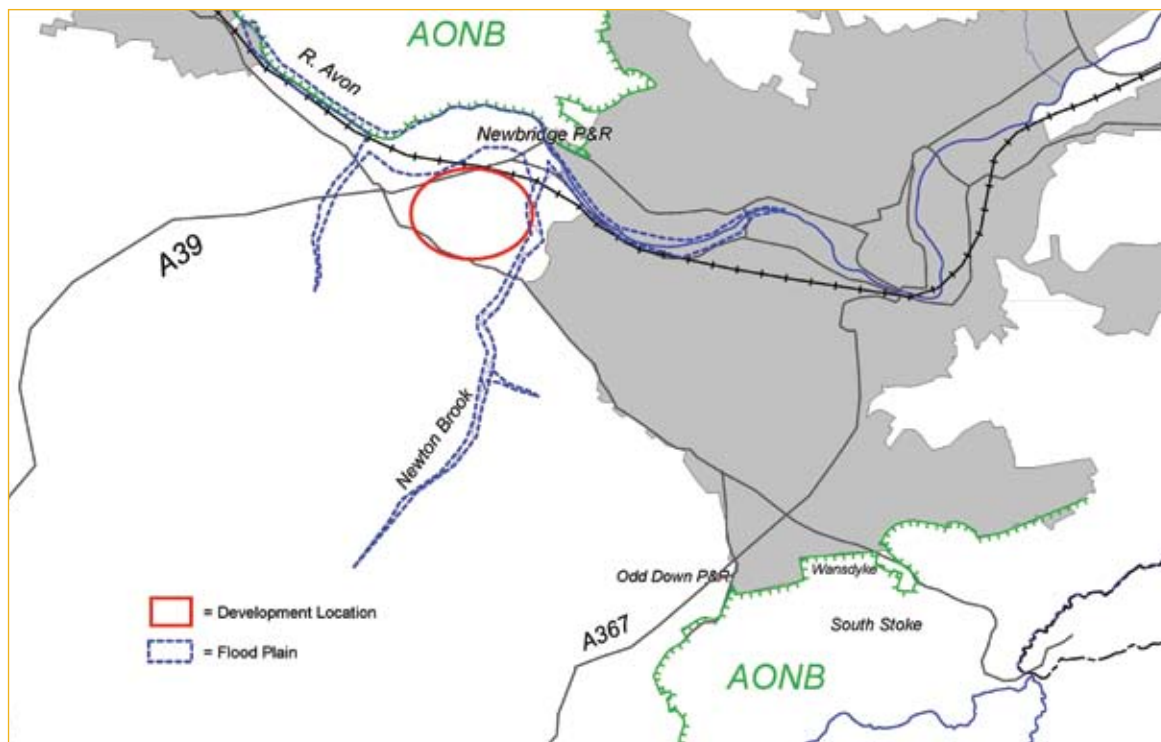 AONB
R. Avon
Newbridge P&R
A39
Newton Brook
Odd Down P&R
Wansdyke
South Stoke
A367
AONB
= Development Location
= Flood Plain